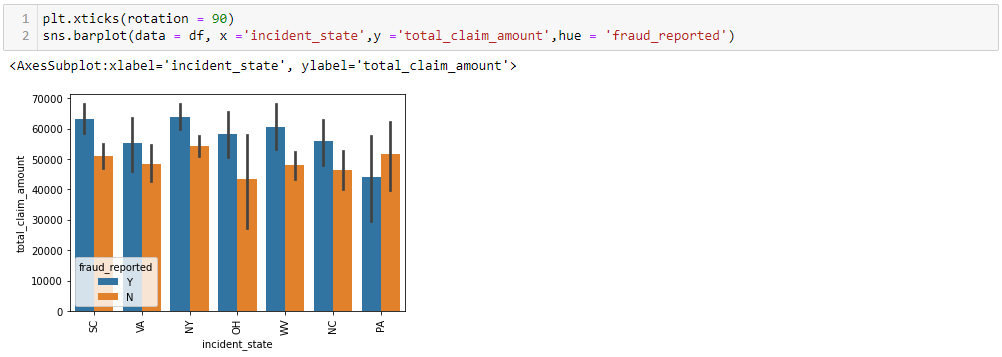 1 plt.xticks(rotation = 90)
2 sns.barplot(data = df, x ='incident_state',y ='total_claim_amount',hue = 'fraud_reported')
<AxesSubplot:xlabel='incident_state', ylabel='total_claim_amount'>
70000
60000
50000
40000
30000
20000
10000
0
total_claim_amount
fraud_reported
Y
N
SC VA NY OH WV NC PA
incident_state